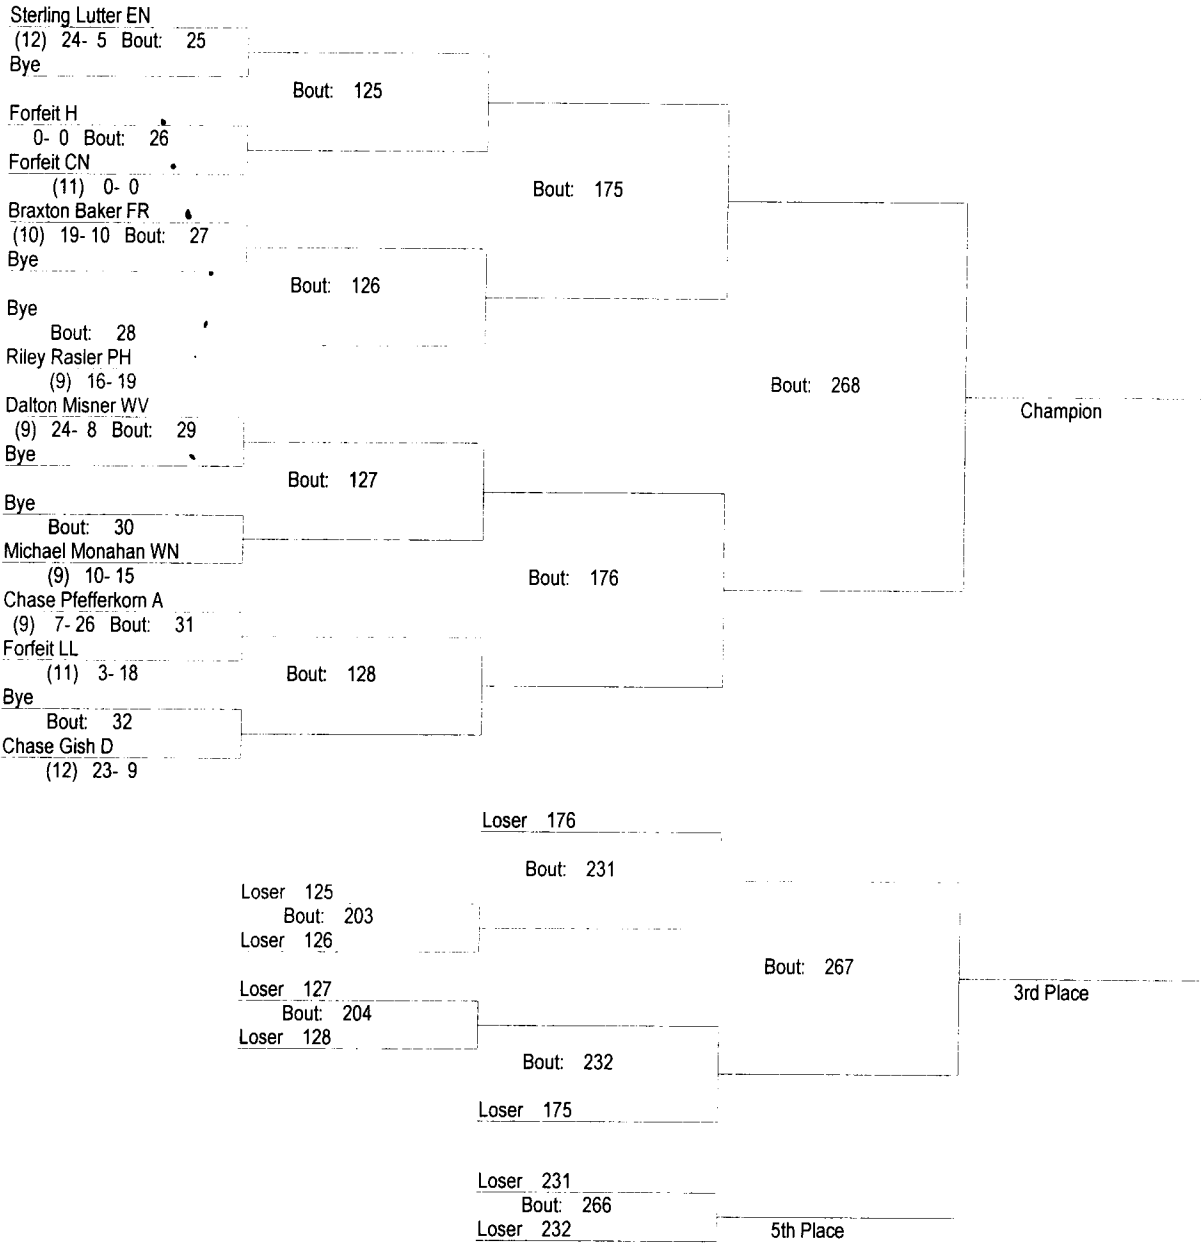 Sterling Lutter EN
(12) 24- 5 Bout: 25
Bye
Bout: 125
Forfeit H
0- 0 Bout: 26
Forfeit CN
(11) 0- 0
Bout: 175
Braxton Baker FR
(10) 19- 10 Bout: 27
Bye
Bout: 126
Bye
Bout: 28
Riley Rasler PH
(9) 16- 19
Bout: 268
Champion
Dalton Misner WV
(9) 24- 8 Bout: 29
Bye
Bout: 127
Bye
Bout: 30
Michael Monahan WN
(9) 10- 15
Bout: 176
Chase Pfefferkorn A
(9) 7- 26 Bout: 31
Forfeit LL
(11) 3- 18
Bout: 128
Bye
Bout: 32
Chase Gish D
(12) 23- 9
Loser 176
Bout: 231
Loser 125
Bout: 203
Loser 126
Bout: 267
Loser 127
Bout: 204
Loser 128
3rd Place
Bout: 232
Loser 175
Loser 231
Bout: 266
Loser 232
5th Place